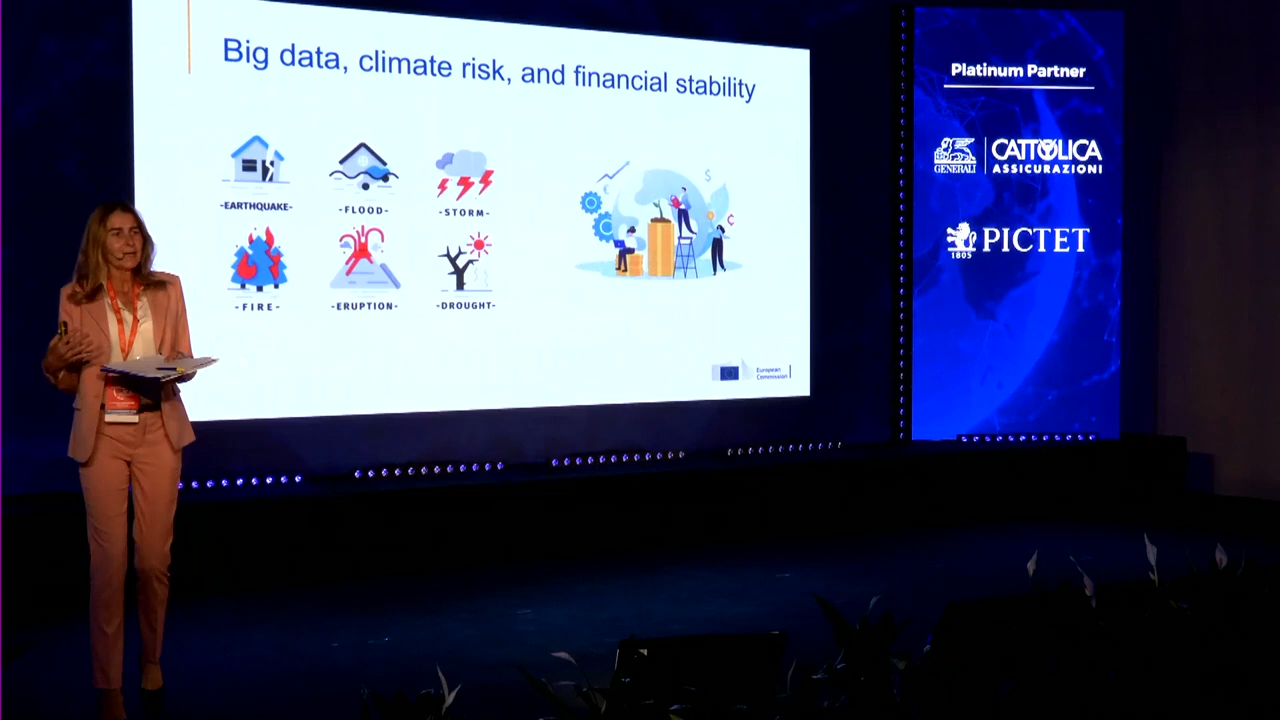 Big data, climate risk, and financial stability
-EARTHQUAKE-
-FLOOD-
-STORM-
-FIRE-
-ERUPTION-
-DROUGHT-
European
Commission
Platinum Partner
GENERALI
CATTOLICA
ASSICURAZIONI
1805
PICTET